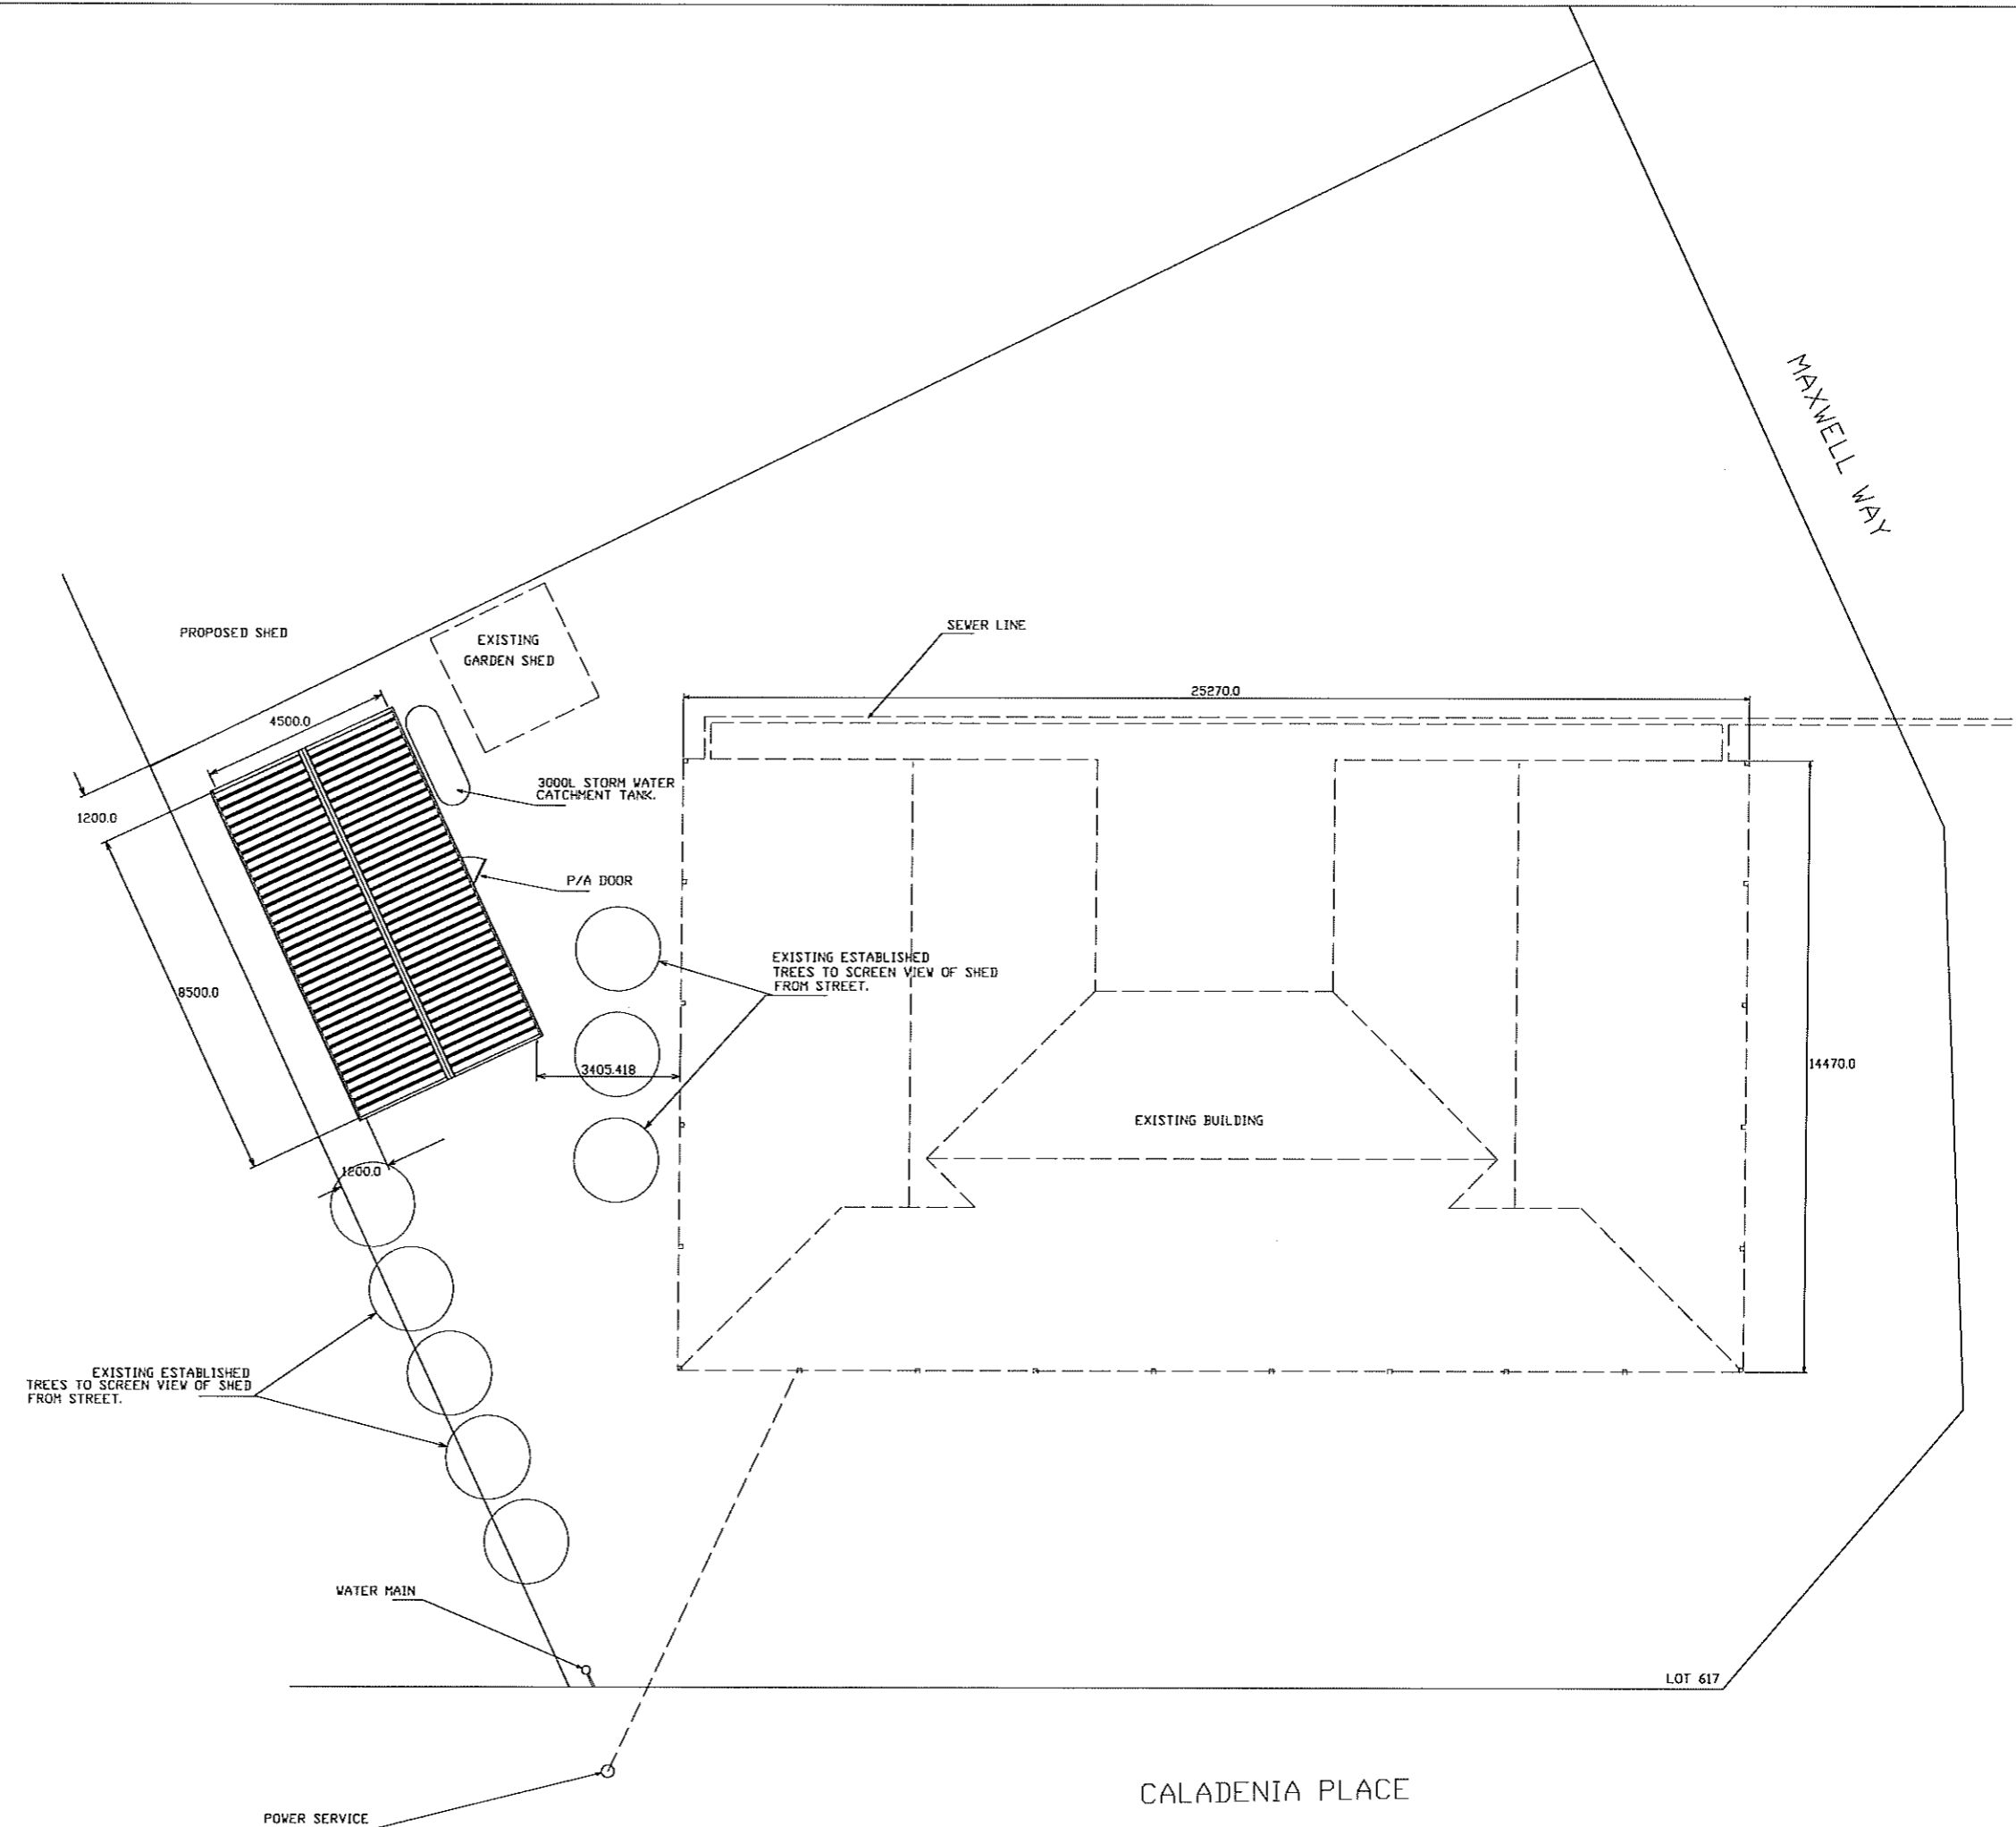 MAXWELL WAY
PROPOSED SHED
EXISTING
GARDEN SHED
SEWER LINE
25270.0
4500.0
3000L STORM WATER
CATCHMENT TANK.
1200.0
P/A DOOR
EXISTING ESTABLISHED
TREES TO SCREEN VIEW OF SHED
FROM STREET.
8500.0
3405.418
14470.0
EXISTING BUILDING
1200.0
EXISTING ESTABLISHED
TREES TO SCREEN VIEW OF SHED
FROM STREET.
WATER MAIN
LOT 617
CALADENIA PLACE
POWER SERVICE